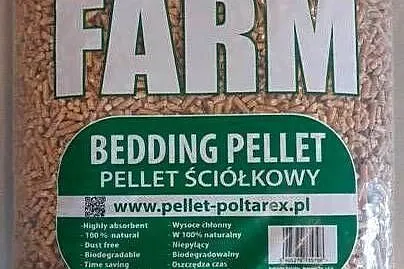 FARM
BEDDING PELLET
PELLET ŚCIÓŁKOWY
www.pellet-poltarex.pl
-Highly absorbent
- 100 % natural
- Dust free
- Biodegradable
- Time saving
- Wysoce chłonny
- W 100% naturalny
- Niepylący
- Biodegradowalny
- Oszczędza czas